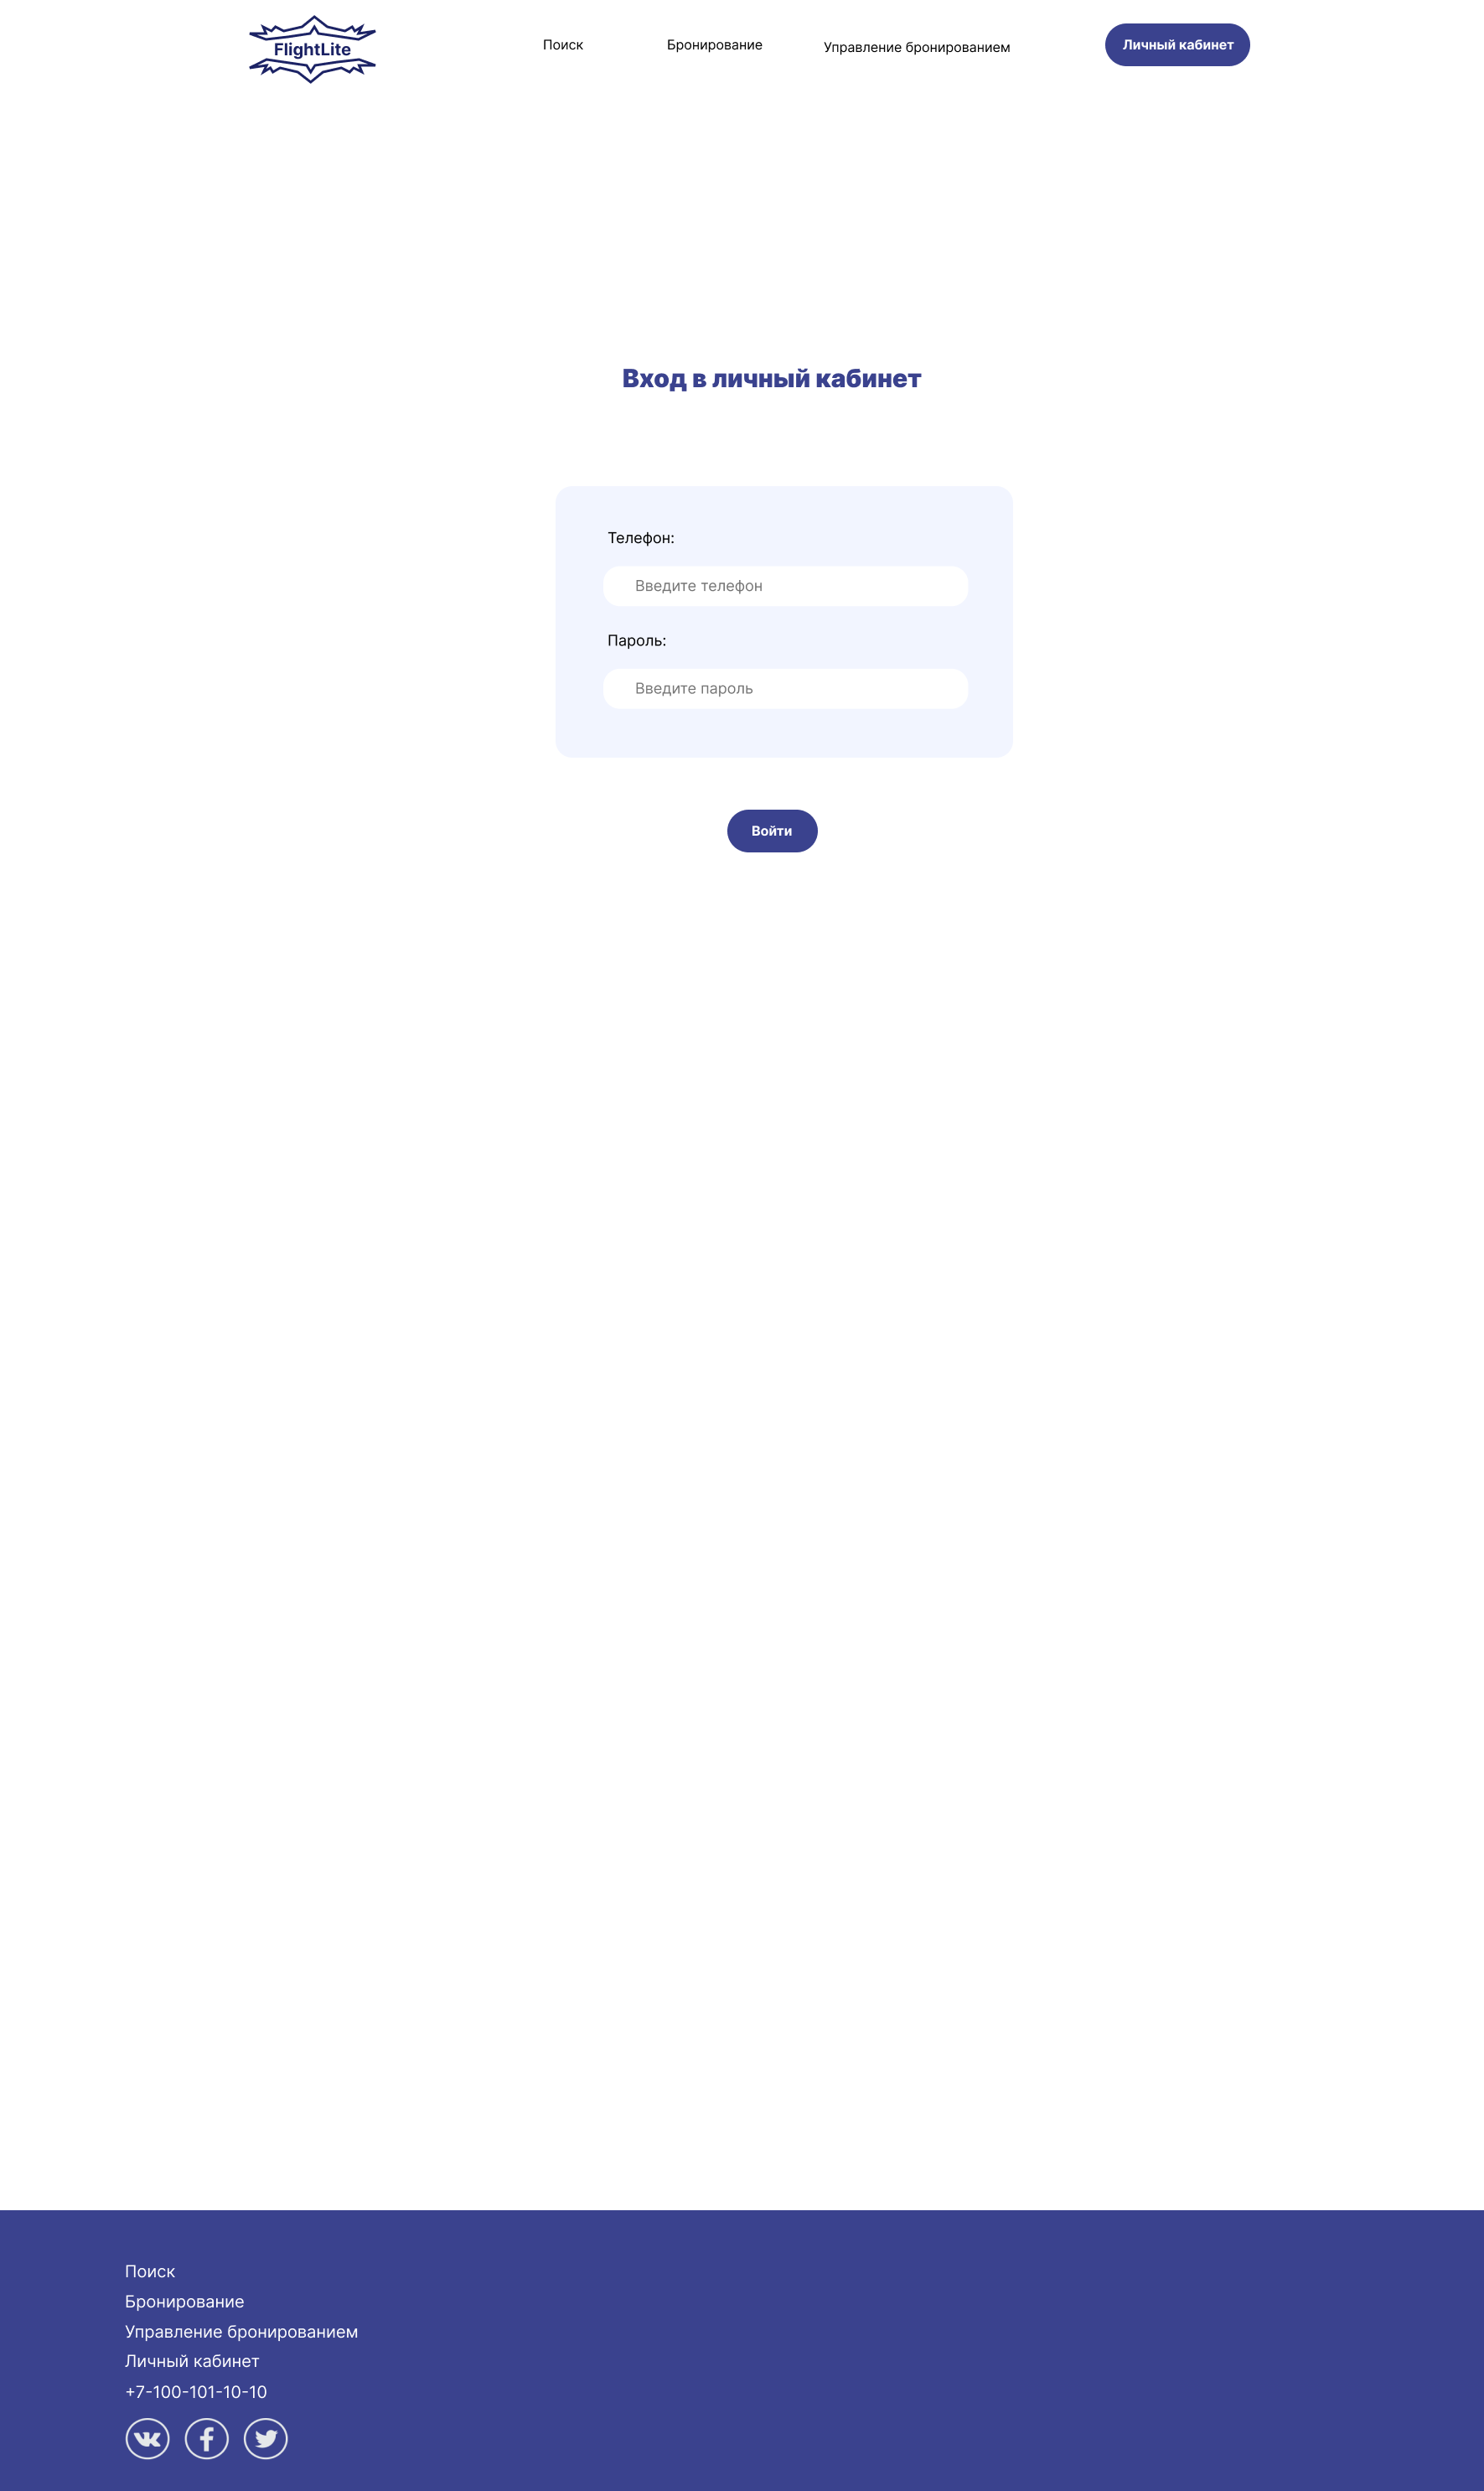 FlightLite
Поиск
Бронирование
Управление бронированием
Личный кабинет
Вход в личный кабинет
Телефон:
Введите телефон
Пароль:
Введите пароль
Войти
Поиск
Бронирование
Управление бронированием
Личный кабинет
+7-100-101-10-10